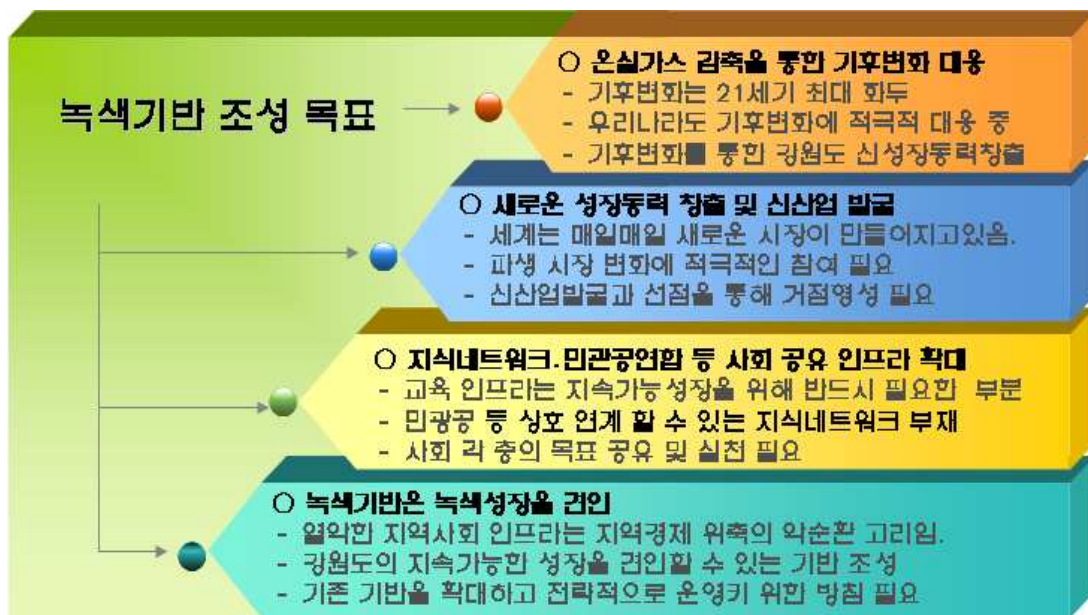 녹색기반 조성 목표
○ 온실가스 감축을 통한 기후변화 대응
- 기후변화는 21세기 최대 화두
- 우리나라도 기후변화에 적극적 대응 중
- 기후변화를 통한 강원도 신성장동력창출
○ 새로운 성장동력 창출 및 신산업 발굴
- 세계는 매일매일 새로운 시장이 만들어지고있음.
- 파생 시장 변화에 적극적인 참여 필요
- 신산업발굴과 선점을 통해 거점형성 필요
○ 지식네트워크.민관공연합 등 사회 공유 인프라 확대
- 교육 인프라는 지속가능성장을 위해 반드시 필요한 부분
- 민광공 등 상호 연계 할 수 있는 지식네트워크 부재
- 사회 각 층의 목표 공유 및 실천 필요
○ 녹색기반은 녹색성장을 견인
- 열악한 지역사회 인프라는 지역경제 위축의 악순환 고리임.
- 강원도의 지속가능한 성장을 견인할 수 있는 기반 조성
- 기존 기반을 확대하고 전략적으로 운영키 위한 방침 필요